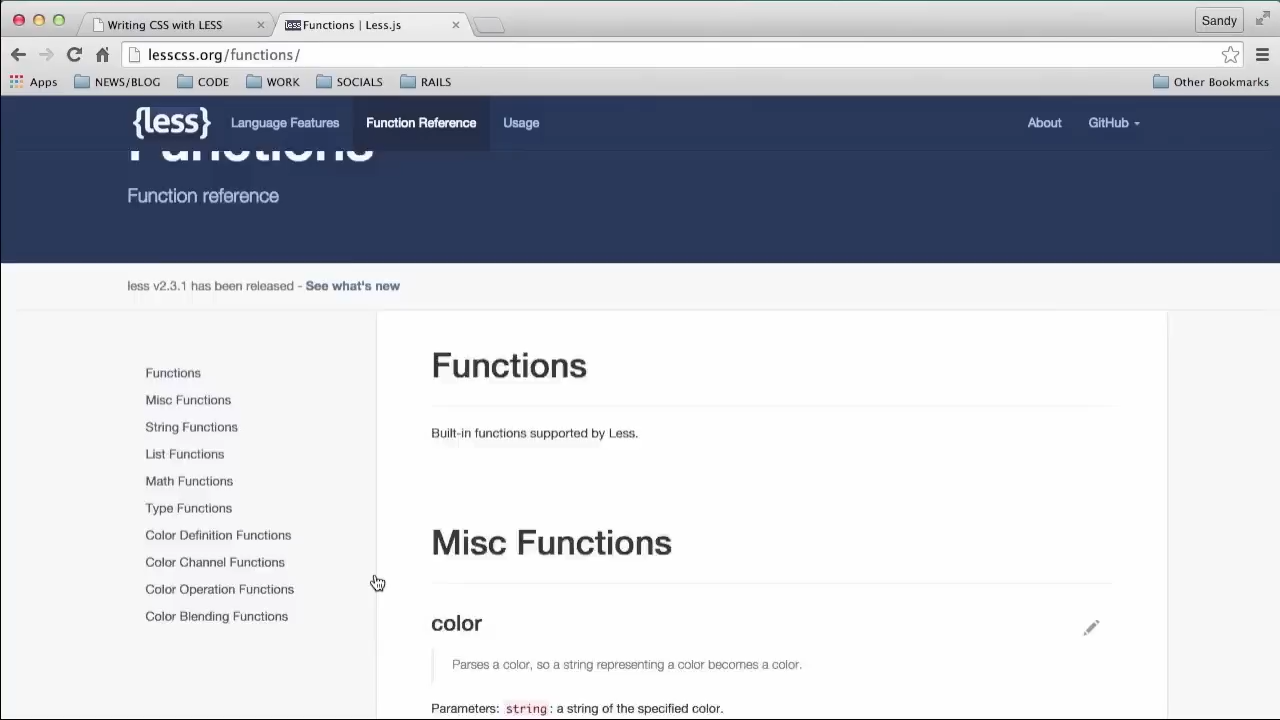 Writing CSS with LESS
less Functions | Less.js
Sandy
lesscss.org/functions/
Apps NEWS/BLOG CODE WORK SOCIALS RAILS Other Bookmarks
{less} Language Features Function Reference Usage About GitHub
Functions
Function reference
less v2.3.1 has been released - See what's new
Functions
Misc Functions
String Functions
List Functions
Math Functions
Type Functions
Color Definition Functions
Color Channel Functions
Color Operation Functions
Color Blending Functions
Functions
Built-in functions supported by Less.
Misc Functions
color
Parses a color, so a string representing a color becomes a color.
Parameters: string: a string of the specified color.